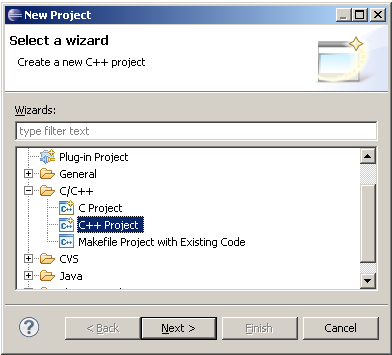 New Project
Select a wizard
Create a new C++ project
Wizards:
type filter text
Plug-in Project
General
C/C++
C Project
C++ Project
Makefile Project with Existing Code
CVS
Java
< Back
Next >
Finish
Cancel